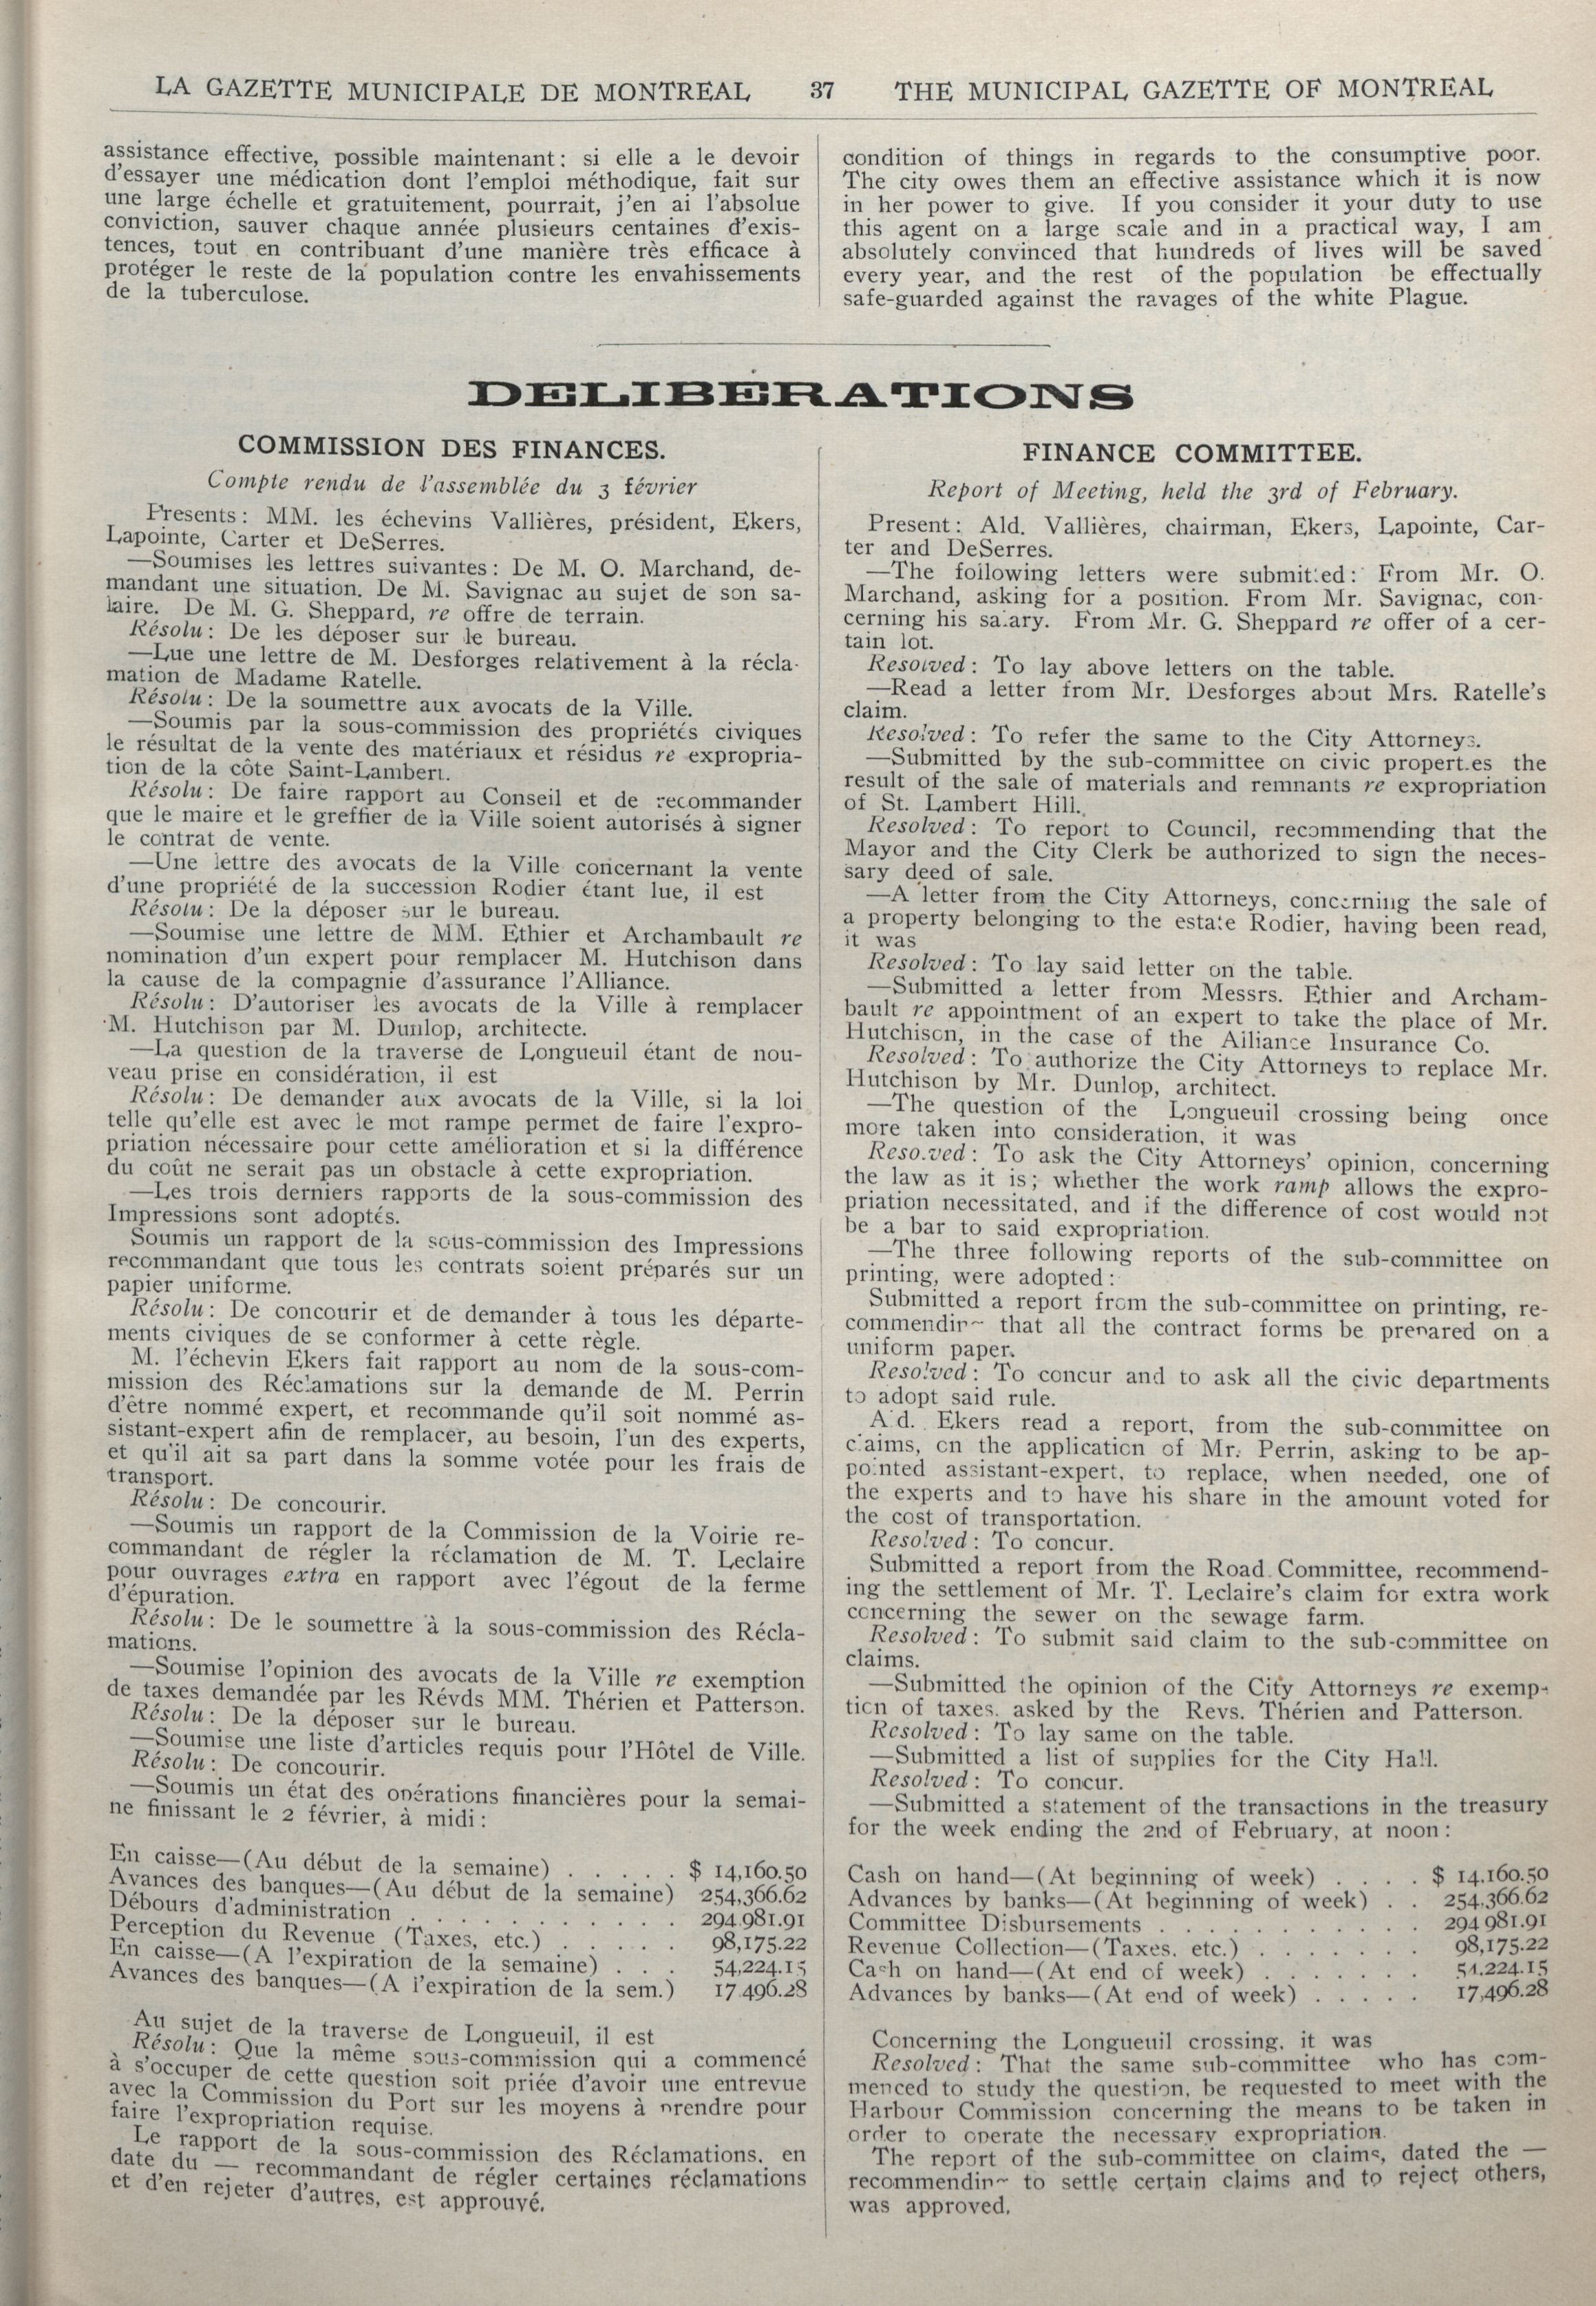 LA GAZETTE MUNICIPALE DE MONTREAL 37 THE MUNICIPAL GAZETTE OF MONTREAL
assistance effective, possible maintenant: si elle a le devoir
d'essayer une médication dont l'emploi méthodique, fait sur
une large échelle et gratuitement, pourrait, j'en ai l'absolue
conviction, sauver chaque année plusieurs centaines d'exis-
tences, tout en contribuant d'une manière très efficace à
protéger le reste de la population contre les envahissements
de la tuberculose.
condition of things in regards to the consumptive poor.
The city owes them an effective assistance which it is now
in her power to give. If you consider it your duty to use
this agent on a large scale and in a practical way, I am
absolutely convinced that hundreds of lives will be saved
every year, and the rest of the population be effectually
safe-guarded against the ravages of the white Plague.
DELIBÉRATIONS
COMMISSION DES FINANCES.
Compte rendu de l'assemblée du 3 février
Presents: MM. les échevins Vallières, président, Ekers,
Lapointe, Carter et DeSerres.
—Soumises les lettres suivantes: De M. O. Marchand, de-
mandant une situation. De M. Savignac au sujet de son sa-
laire. De M. G. Sheppard, re offre de terrain.
Résolu: De les déposer sur le bureau.
—Lue une lettre de M. Desforges relativement à la récla-
mation de Madame Ratelle.
Résolu: De la soumettre aux avocats de la Ville.
—Soumis par la sous-commission des propriétés civiques
le résultat de la vente des matériaux et résidus re expropria-
tion de la côte Saint-Lambert.
Résolu: De faire rapport au Conseil et de recommander
que le maire et le greffier de la Ville soient autorisés à signer
le contrat de vente.
—Une lettre des avocats de la Ville concernant la vente
d'une propriété de la succession Rodier étant lue, il est
Résolu: De la déposer sur le bureau.
—Soumise une lettre de MM. Ethier et Archambault re
nomination d'un expert pour remplacer M. Hutchison dans
la cause de la compagnie d'assurance l'Alliance.
Résolu: D'autoriser les avocats de la Ville à remplacer
M. Hutchison par M. Dunlop, architecte.
—La question de la traverse de Longueuil étant de nou-
veau prise en considération, il est
Résolu: De demander aux avocats de la Ville, si la loi
telle qu'elle est avec le mot rampe permet de faire l'expro-
priation nécessaire pour cette amélioration et si la différence
du coût ne serait pas un obstacle à cette expropriation.
—Les trois derniers rapports de la sous-commission des
Impressions sont adoptés.
Soumis un rapport de la sous-commission des Impressions
recommandant que tous les contrats soient préparés sur un
papier uniforme.
Résolu: De concourir et de demander à tous les départe-
ments civiques de se conformer à cette règle.
M. l'échevin Ekers fait rapport au nom de la sous-com-
mission des Réclamations sur la demande de M. Perrin
d'être nommé expert, et recommande qu'il soit nommé as-
sistant-expert afin de remplacer, au besoin, l'un des experts,
et qu'il ait sa part dans la somme votée pour les frais de
transport.
Résolu: De concourir.
—Soumis un rapport de la Commission de la Voirie re-
commandant de régler la réclamation de M. T. Leclaire
pour ouvrages extra en rapport avec l'égout de la ferme
d'épuration.
Résolu: De le soumettre à la sous-commission des Récla-
mations.
—Soumise l'opinion des avocats de la Ville re exemption
de taxes demandée par les Révds MM. Thérien et Patterson.
Résolu: De la déposer sur le bureau.
—Soumise une liste d'articles requis pour l'Hôtel de Ville.
Résolu: De concourir.
—Soumis un état des opérations financières pour la semai-
ne finissant le 2 février, à midi:
En caisse—(Au début de la semaine) . . . . . $ 14,160.50
Avances des banques—(Au début de la semaine) 254,366.62
Débours d'administration . . . . . . . . . . 294.981.91
Perception du Revenue (Taxes, etc.) . . . . . 98,175.22
En caisse—(A l'expiration de la semaine) . . . 54,224.15
Avances des banques—(A l'expiration de la sem.) 17.496.28
Au sujet de la traverse de Longueuil, il est
Résolu: Que la même sous-commission qui a commencé
à s'occuper de cette question soit priée d'avoir une entrevue
avec la Commission du Port sur les moyens à prendre pour
faire l'expropriation requise.
Le rapport de la sous-commission des Réclamations, en
date du — recommandant de régler certaines réclamations
et d'en rejeter d'autres, est approuvé.
FINANCE COMMITTEE.
Report of Meeting, held the 3rd of February.
Present: Ald. Vallières, chairman, Ekers, Lapointe, Car-
ter and DeSerres.
—The following letters were submitted: From Mr. O.
Marchand, asking for a position. From Mr. Savignac, con-
cerning his salary. From Mr. G. Sheppard re offer of a cer-
tain lot.
Resolved: To lay above letters on the table.
—Read a letter from Mr. Desforges about Mrs. Ratelle's
claim.
Resolved: To refer the same to the City Attorneys.
—Submitted by the sub-committee on civic properties the
result of the sale of materials and remnants re expropriation
of St. Lambert Hill.
Resolved: To report to Council, recommending that the
Mayor and the City Clerk be authorized to sign the neces-
sary deed of sale.
—A letter from the City Attorneys, concerning the sale of
a property belonging to the estate Rodier, having been read,
it was
Resolved: To lay said letter on the table.
—Submitted a letter from Messrs. Ethier and Archam-
bault re appointment of an expert to take the place of Mr.
Hutchison, in the case of the Alliance Insurance Co.
Resolved: To authorize the City Attorneys to replace Mr.
Hutchison by Mr. Dunlop, architect.
—The question of the Longueuil crossing being once
more taken into consideration, it was
Resolved: To ask the City Attorneys' opinion, concerning
the law as it is; whether the work ramp allows the expro-
priation necessitated, and if the difference of cost would not
be a bar to said expropriation.
—The three following reports of the sub-committee on
printing, were adopted:
Submitted a report from the sub-committee on printing, re-
commending that all the contract forms be prepared on a
uniform paper.
Resolved: To concur and to ask all the civic departments
to adopt said rule.
Ald. Ekers read a report, from the sub-committee on
claims, on the application of Mr. Perrin, asking to be ap-
pointed assistant-expert, to replace, when needed, one of
the experts and to have his share in the amount voted for
the cost of transportation.
Resolved: To concur.
Submitted a report from the Road Committee, recommend-
ing the settlement of Mr. T. Leclaire's claim for extra work
concerning the sewer on the sewage farm.
Resolved: To submit said claim to the sub-committee on
claims.
—Submitted the opinion of the City Attorneys re exemp-
tion of taxes. asked by the Revs. Thérien and Patterson.
Resolved: To lay same on the table.
—Submitted a list of supplies for the City Hall.
Resolved: To concur.
—Submitted a statement of the transactions in the treasury
for the week ending the 2nd of February, at noon:
Cash on hand—(At beginning of week) . . . . $ 14.160.50
Advances by banks—(At beginning of week) . . 254.366.62
Committee Disbursements . . . . . . . . . . 294 981.91
Revenue Collection—(Taxes. etc.) . . . . . . . 98,175.22
Cash on hand—(At end of week) . . . . . . . 54.224.15
Advances by banks—(At end of week) . . . . . 17,496.28
Concerning the Longueuil crossing, it was
Resolved: That the same sub-committee who has com-
menced to study the question, be requested to meet with the
Harbour Commission concerning the means to be taken in
order to operate the necessary expropriation.
The report of the sub-committee on claims, dated the —
recommending to settle certain claims and to reject others,
was approved.